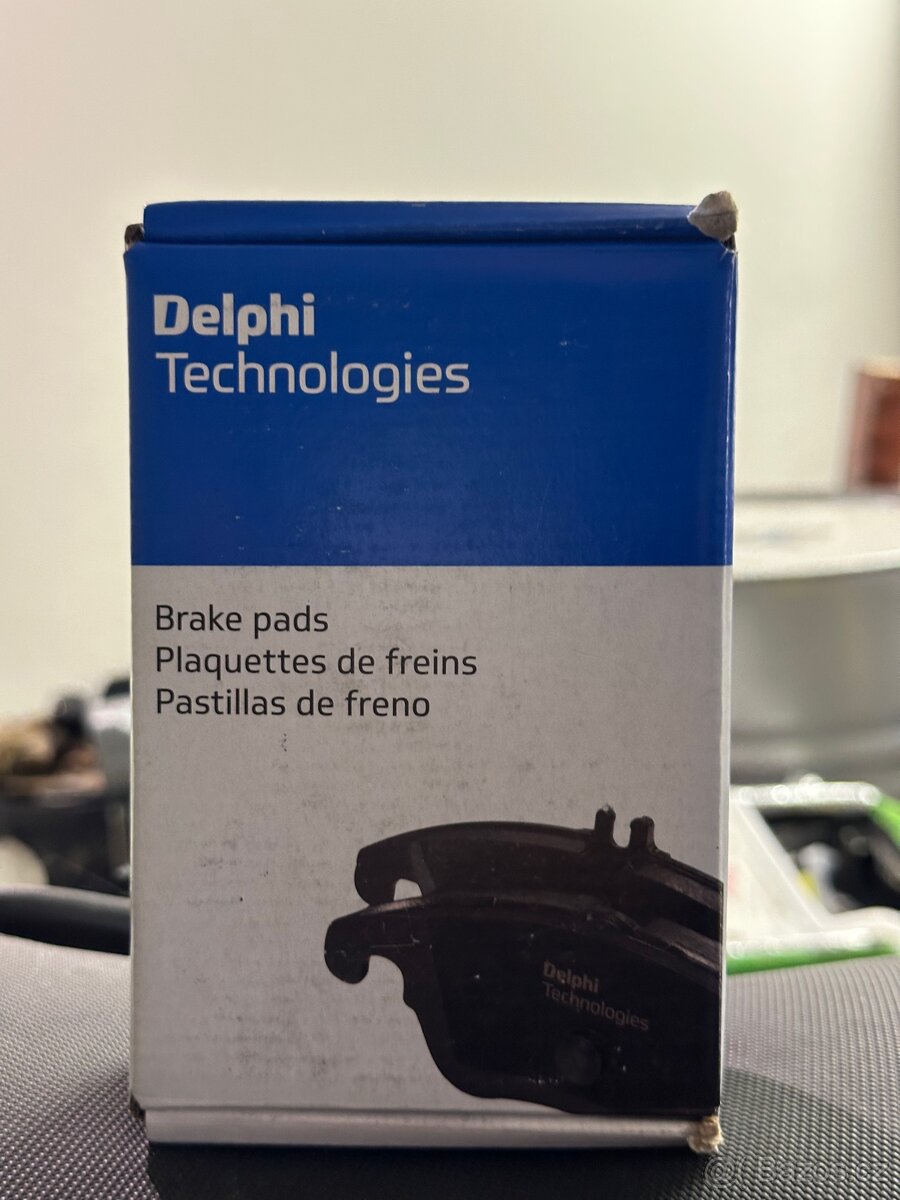 Delphi
Technologies
Brake pads
Plaquettes de freins
Pastillas de freno
Delphi
Technologies